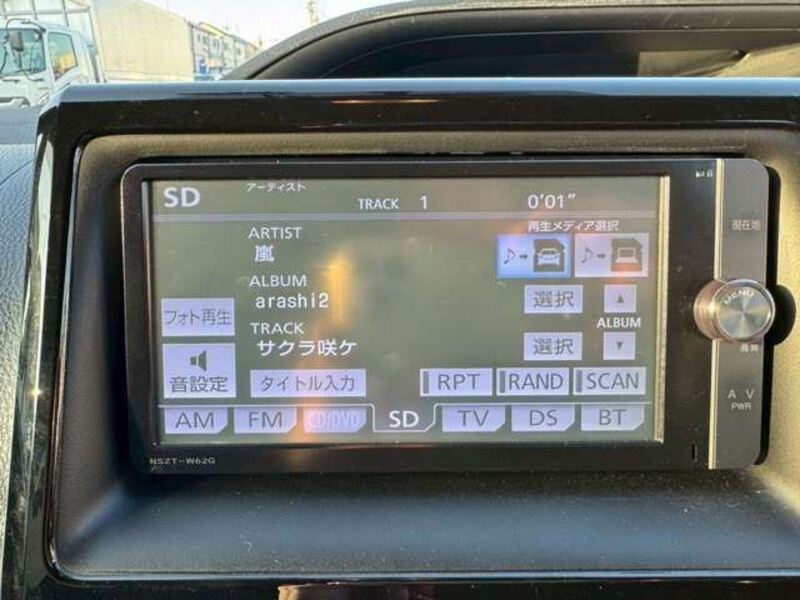 SD アーティスト TRACK 1 0'01"
再生メディア選択
ARTIST
嵐
ALBUM
arashi2 選択
ALBUM
TRACK
サクラ咲ケ 選択
フォト再生
音設定 タイトル入力 RPT RAND SCAN
AM FM CD/DVD SD TV DS BT
NSZT-W62G
現在地
MENU
画質
∧ ∨
PWR